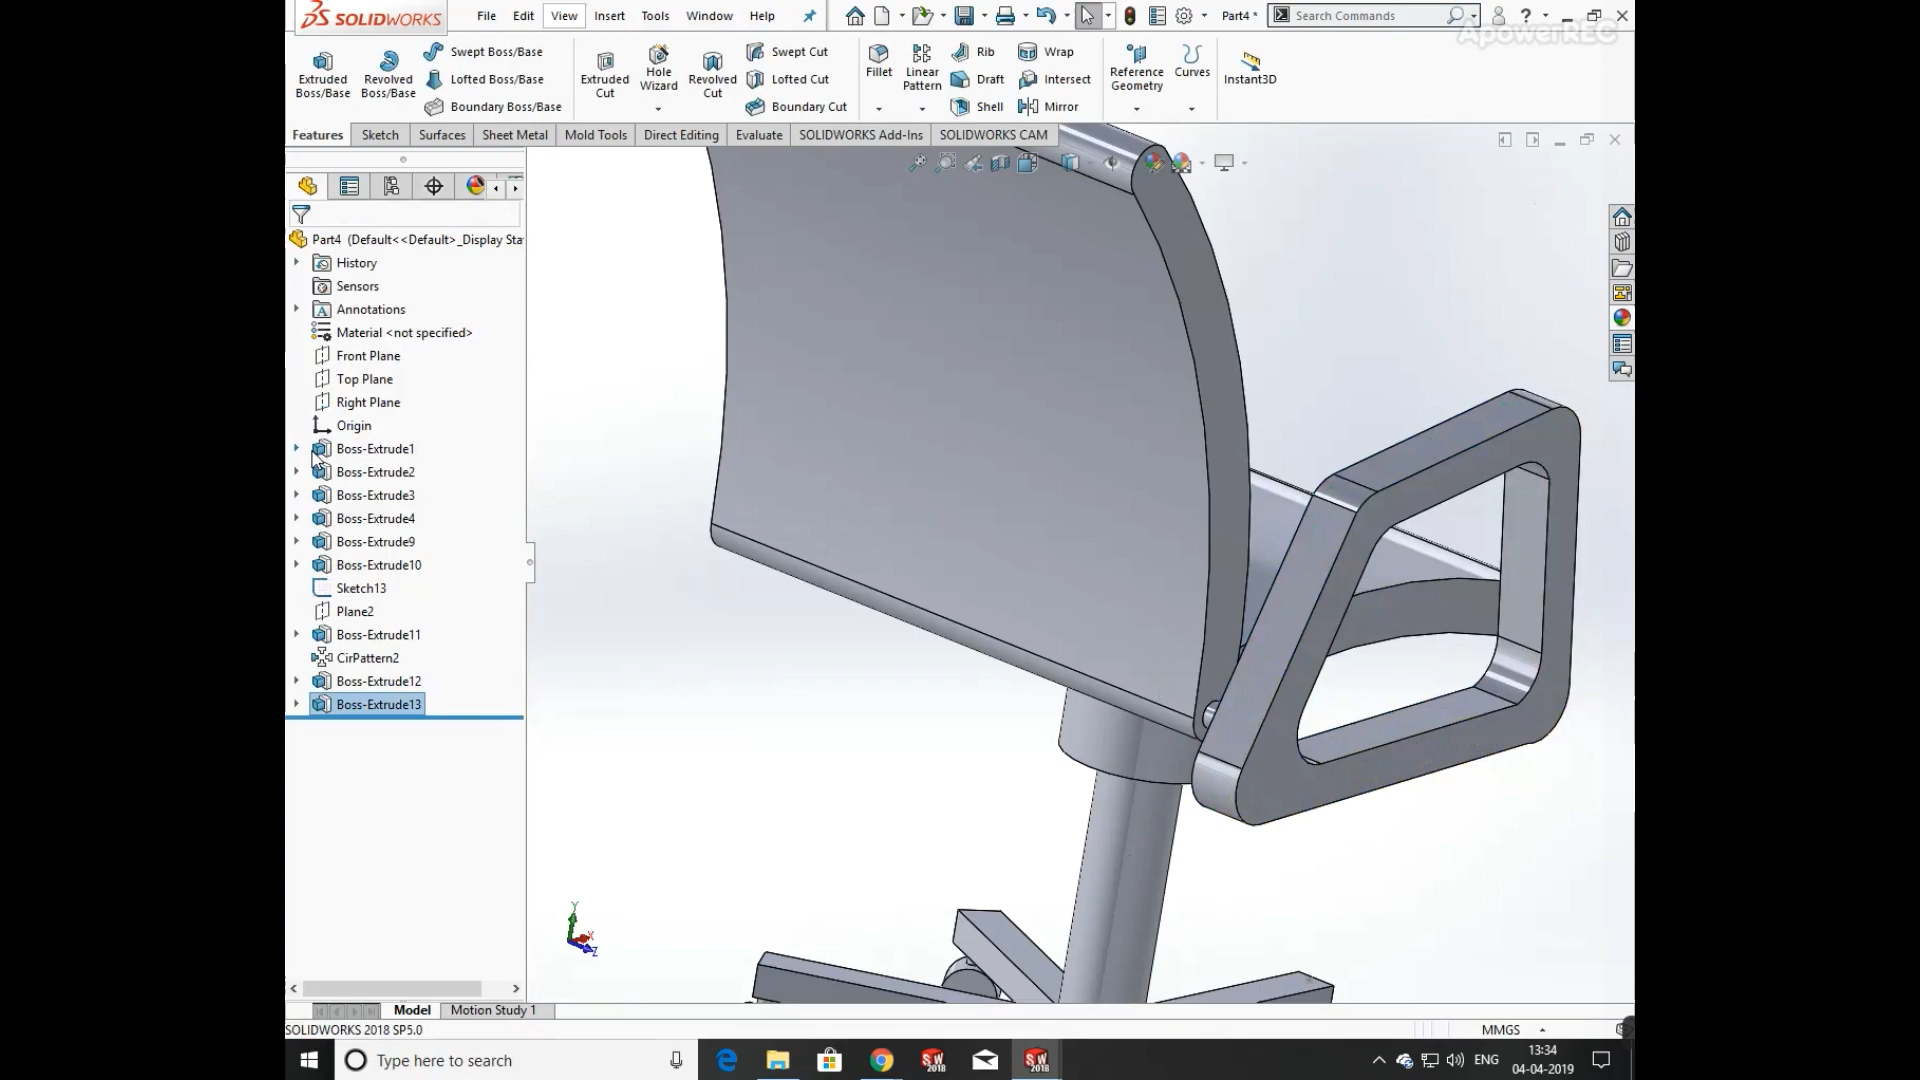 SOLIDWORKS File Edit View Insert Tools Window Help Part4 * Search Commands ?
ApowerREC
Extruded Boss/Base
Revolved Boss/Base
Swept Boss/Base
Lofted Boss/Base
Boundary Boss/Base
Extruded Cut
Hole Wizard
Revolved Cut
Swept Cut
Lofted Cut
Boundary Cut
Fillet
Linear Pattern
Rib
Draft
Shell
Wrap
Intersect
Mirror
Reference Geometry
Curves
Instant3D
Features Sketch Surfaces Sheet Metal Mold Tools Direct Editing Evaluate SOLIDWORKS Add-Ins SOLIDWORKS CAM
Part4 (Default<<Default>_Display Sta
History
Sensors
Annotations
Material <not specified>
Front Plane
Top Plane
Right Plane
Origin
Boss-Extrude1
Boss-Extrude2
Boss-Extrude3
Boss-Extrude4
Boss-Extrude9
Boss-Extrude10
Sketch13
Plane2
Boss-Extrude11
CirPattern2
Boss-Extrude12
Boss-Extrude13
Y
X
Z
Model Motion Study 1
SOLIDWORKS 2018 SP5.0 MMGS
Type here to search
SW 2018
SW 2018
ENG
13:34
04-04-2019